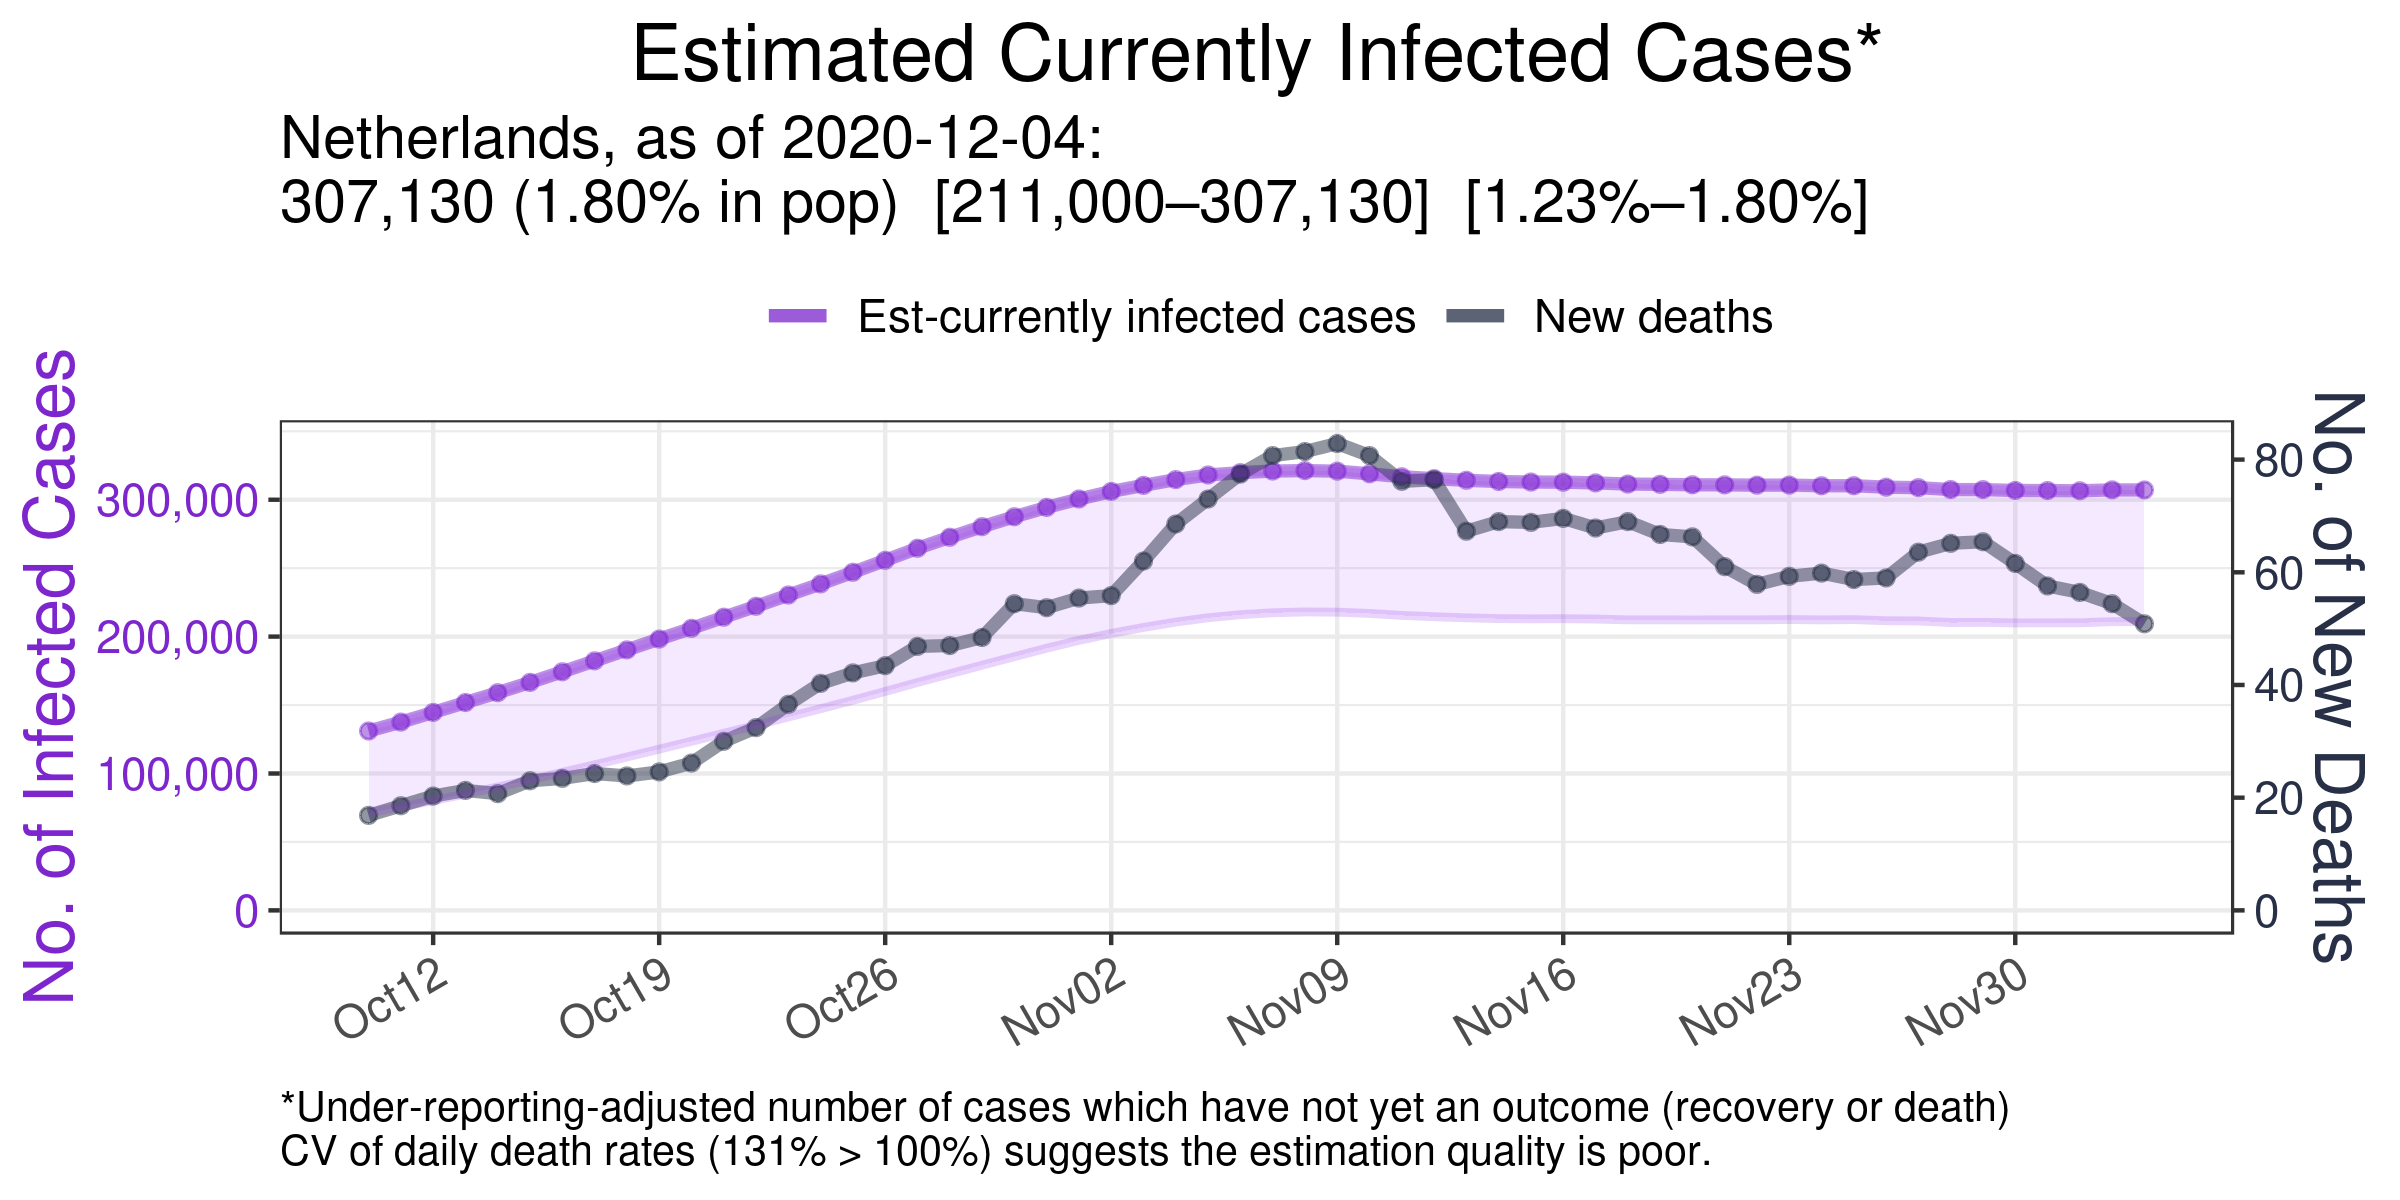 Estimated Currently Infected Cases*
Netherlands, as of 2020-12-04:
307,130 (1.80% in pop)  [211,000–307,130]  [1.23%–1.80%]
Est-currently infected cases
New deaths
No. of Infected Cases
300,000
200,000
100,000
0
No. of New Deaths
80
60
40
20
0
Oct12
Oct19
Oct26
Nov02
Nov09
Nov16
Nov23
Nov30
*Under-reporting-adjusted number of cases which have not yet an outcome (recovery or death)
CV of daily death rates (131% > 100%) suggests the estimation quality is poor.